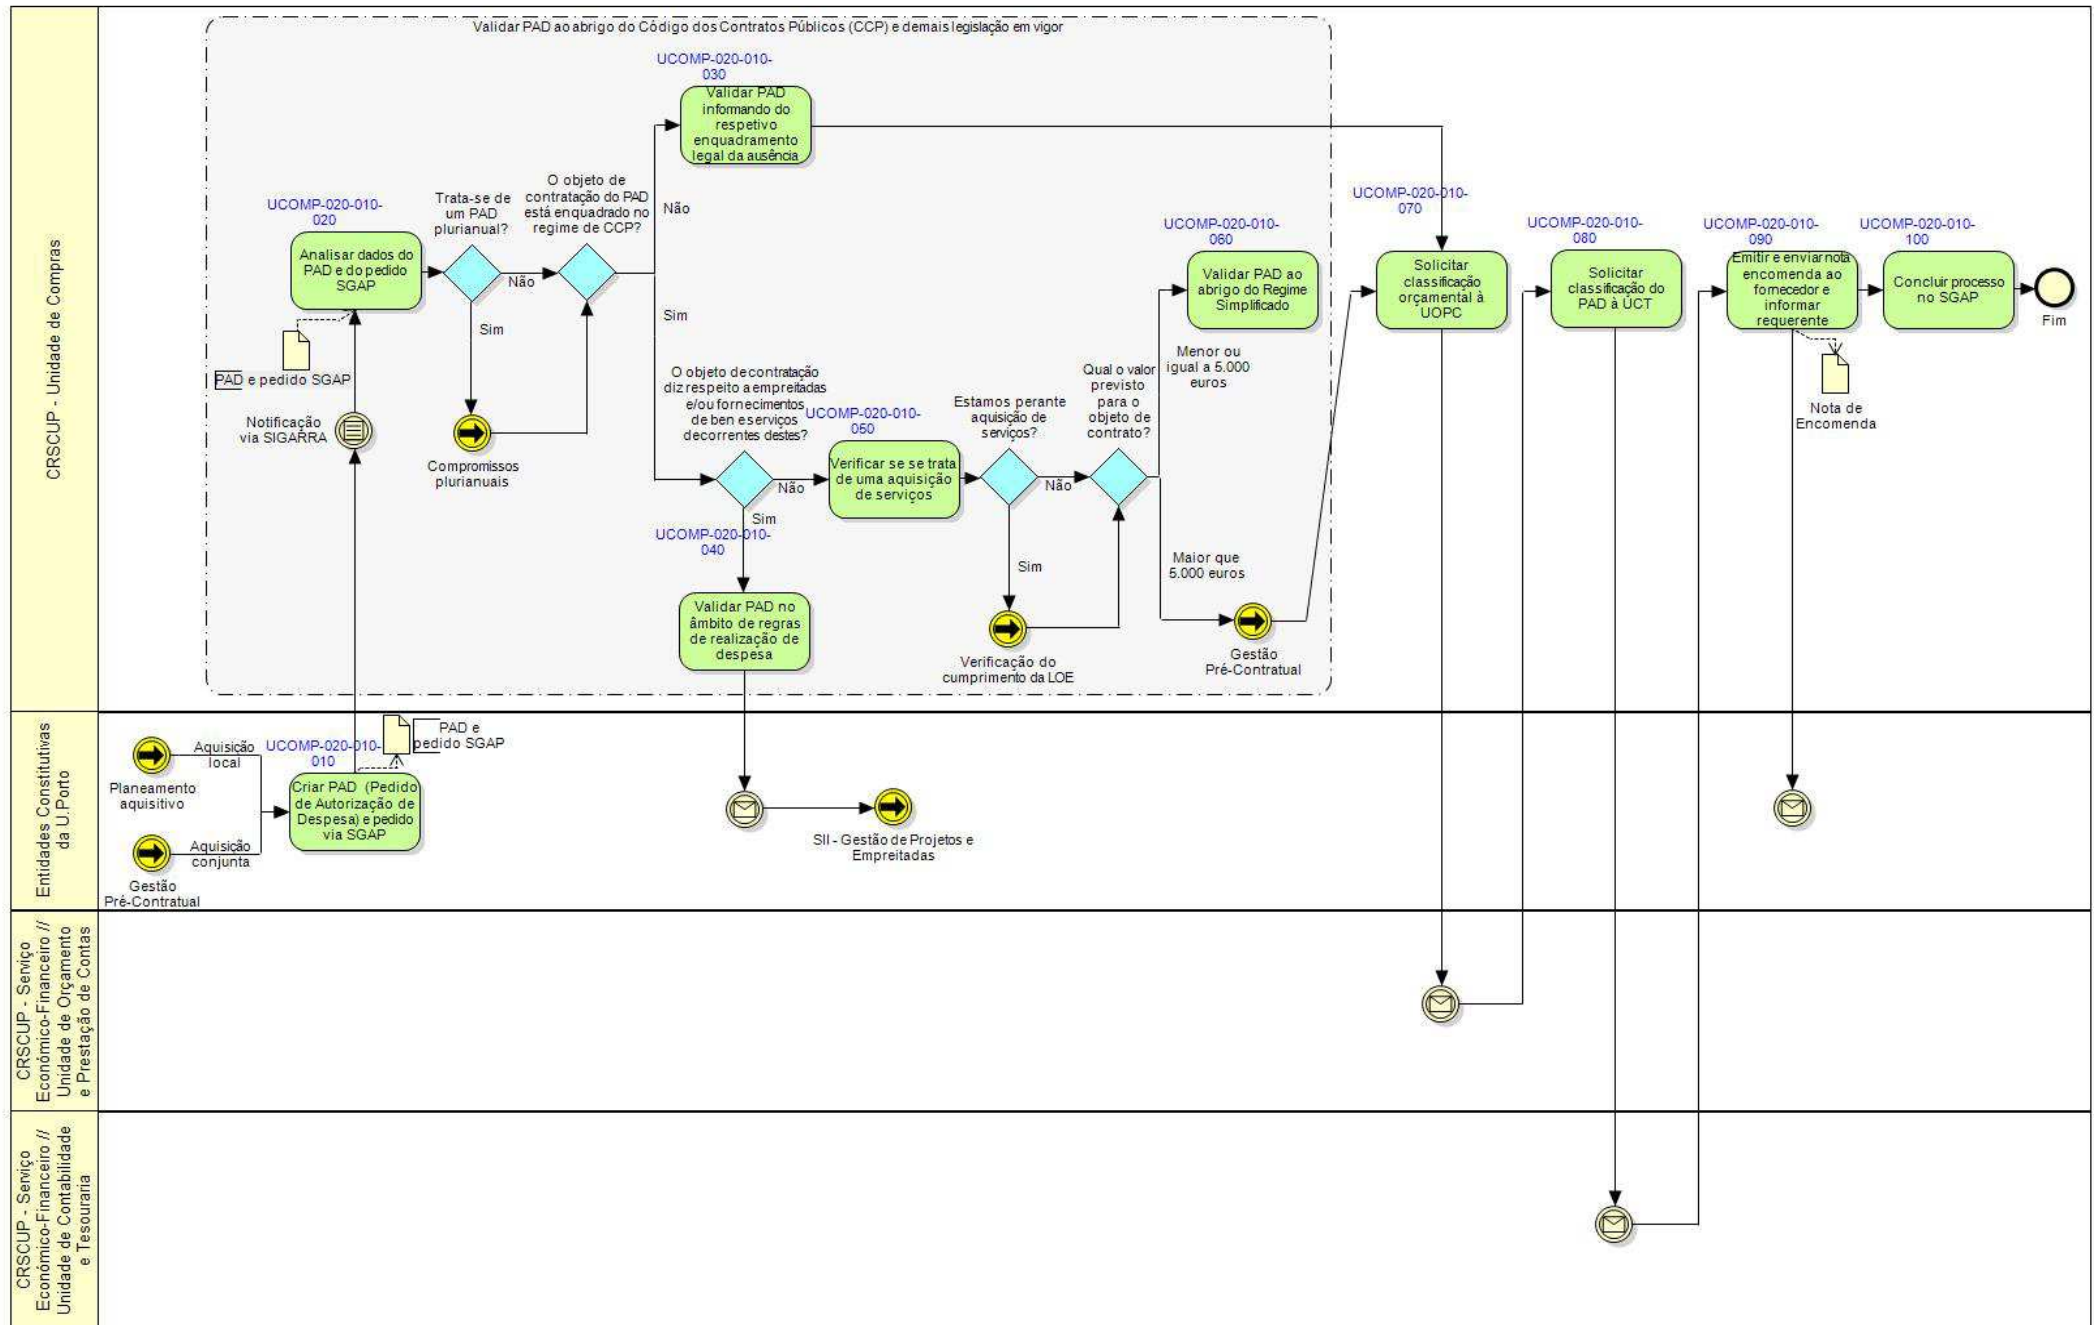 Validar PAD ao abrigo do Código dos Contratos Públicos (CCP) e demais legislação em vigor
CRSCUP - Unidade de Compras
UCOMP-020-010-
030
Validar PAD
informando do
respetivo
enquadramento
legal da ausência
UCOMP-020-010-
020
Analisar dados do
PAD e do pedido
SGAP
Trata-se de
um PAD
plurianual?
Não
Sim
O objeto de
contratação do PAD
está enquadrado no
regime de CCP?
Não
Sim
PAD e pedido SGAP
Notificação
via SIGARRA
Compromissos
plurianuais
O objeto de contratação
diz respeito a empreitadas
e/ou fornecimentos
de ben e serviços
decorrentes destes?
Não
Sim
UCOMP-020-010-
040
Validar PAD no
âmbito de regras
de realização de
despesa
UCOMP-020-010-
050
Verificar se se trata
de uma aquisição
de serviços
Estamos perante
aquisição de
serviços?
Não
Sim
Verificação do
cumprimento da LOE
Qual o valor
previsto
para o
objeto de
contrato?
Menor ou
igual a 5.000
euros
Maior que
5.000 euros
UCOMP-020-010-
060
Validar PAD ao
abrigo do Regime
Simplificado
Gestão
Pré-Contratual
UCOMP-020-010-
070
Solicitar
classificação
orçamental à
UOPC
UCOMP-020-010-
080
Solicitar
classificação do
PAD à UCT
UCOMP-020-010-
090
Emitir e enviar nota
encomenda ao
fornecedor e
informar
requerente
Nota de
Encomenda
UCOMP-020-010-
100
Concluir processo
no SGAP
Fim
Entidades Constitutivas
da U.Porto
Planeamento
aquisitivo
Aquisição
local
Gestão
Pré-Contratual
Aquisição
conjunta
UCOMP-020-010-
010
Criar PAD (Pedido
de Autorização de
Despesa) e pedido
via SGAP
PAD e
pedido SGAP
SII - Gestão de Projetos e
Empreitadas
CRSCUP - Serviço
Económico-Financeiro //
Unidade de Orçamento
e Prestação de Contas
CRSCUP - Serviço
Económico-Financeiro //
Unidade de Contabilidade
e Tesouraria